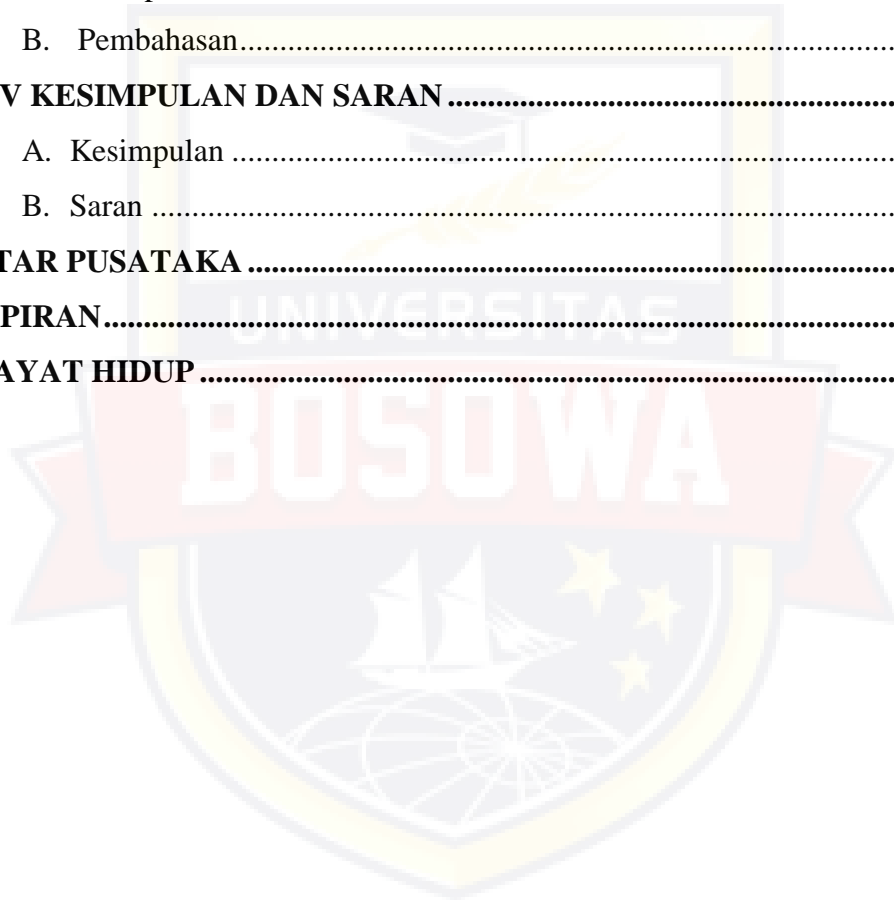 B. Pembahasan........................................................................
V KESIMPULAN DAN SARAN........................................................
A. Kesimpulan ........................................................................
B. Saran ........................................................................
TAR PUSATAKA ........................................................................
PIRAN........................................................................
AYAT HIDUP ........................................................................
UNIVERSITAS
BOSOWA